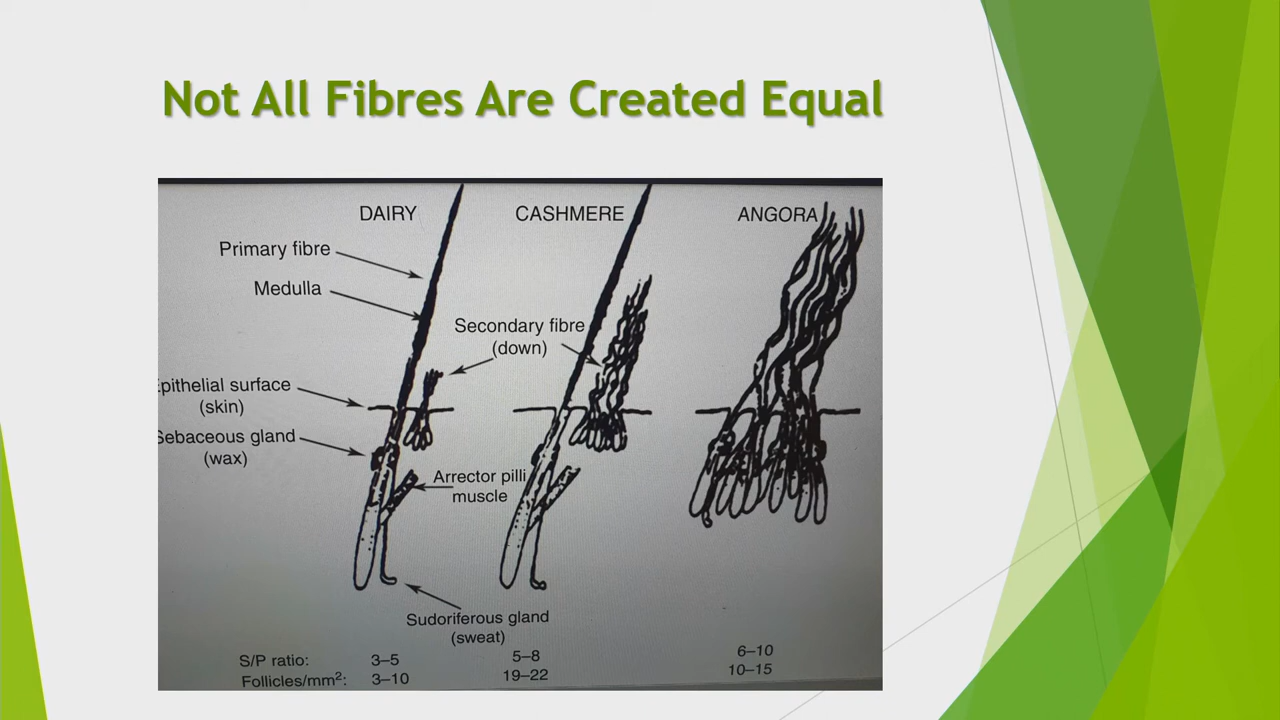 Not All Fibres Are Created Equal
DAIRY
CASHMERE
ANGORA
Primary fibre
Medulla
Secondary fibre
(down)
Epithelial surface
(skin)
Sebaceous gland
(wax)
Arrector pilli
muscle
Sudoriferous gland
(sweat)
S/P ratio: 3–5 5–8 6–10
Follicles/mm²: 3–10 19–22 10–15